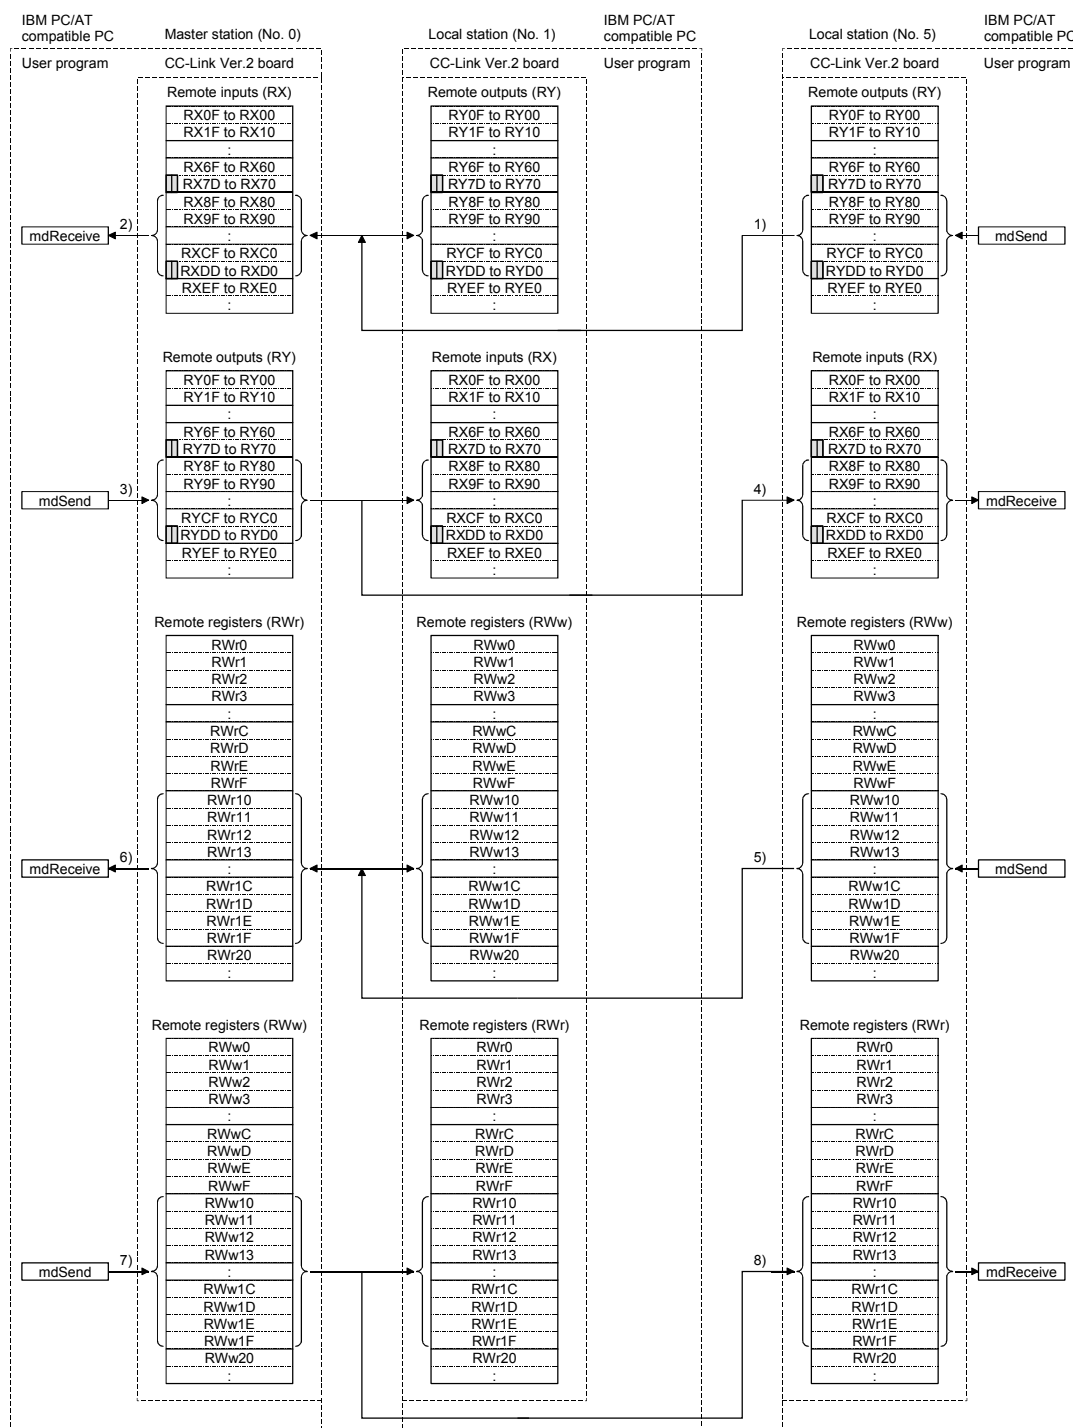 IBM PC/AT
compatible PC
Master station (No. 0)
Local station (No. 1)
IBM PC/AT
compatible PC
Local station (No. 5)
IBM PC/AT
compatible PC
User program
CC-Link Ver.2 board
CC-Link Ver.2 board
User program
CC-Link Ver.2 board
User program
Remote inputs (RX)
RX0F to RX00
RX1F to RX10
:
RX6F to RX60
RX7D to RX70
RX8F to RX80
RX9F to RX90
:
RXCF to RXC0
RXDD to RXD0
RXEF to RXE0
:
Remote outputs (RY)
RY0F to RY00
RY1F to RY10
:
RY6F to RY60
RY7D to RY70
RY8F to RY80
RY9F to RY90
:
RYCF to RYC0
RYDD to RYD0
RYEF to RYE0
:
Remote outputs (RY)
RY0F to RY00
RY1F to RY10
:
RY6F to RY60
RY7D to RY70
RY8F to RY80
RY9F to RY90
:
RYCF to RYC0
RYDD to RYD0
RYEF to RYE0
:
mdReceive
2)
1)
mdSend
Remote outputs (RY)
RY0F to RY00
RY1F to RY10
:
RY6F to RY60
RY7D to RY70
RY8F to RY80
RY9F to RY90
:
RYCF to RYC0
RYDD to RYD0
RYEF to RYE0
:
Remote inputs (RX)
RX0F to RX00
RX1F to RX10
:
RX6F to RX60
RX7D to RX70
RX8F to RX80
RX9F to RX90
:
RXCF to RXC0
RXDD to RXD0
RXEF to RXE0
:
Remote inputs (RX)
RX0F to RX00
RX1F to RX10
:
RX6F to RX60
RX7D to RX70
RX8F to RX80
RX9F to RX90
:
RXCF to RXC0
RXDD to RXD0
RXEF to RXE0
:
mdSend
3)
4)
mdReceive
Remote registers (RWr)
RWr0
RWr1
RWr2
RWr3
:
RWrC
RWrD
RWrE
RWrF
RWr10
RWr11
RWr12
RWr13
:
RWr1C
RWr1D
RWr1E
RWr1F
RWr20
:
Remote registers (RWw)
RWw0
RWw1
RWw2
RWw3
:
RWwC
RWwD
RWwE
RWwF
RWw10
RWw11
RWw12
RWw13
:
RWw1C
RWw1D
RWw1E
RWw1F
RWw20
:
Remote registers (RWw)
RWw0
RWw1
RWw2
RWw3
:
RWwC
RWwD
RWwE
RWwF
RWw10
RWw11
RWw12
RWw13
:
RWw1C
RWw1D
RWw1E
RWw1F
RWw20
:
mdReceive
6)
5)
mdSend
Remote registers (RWw)
RWw0
RWw1
RWw2
RWw3
:
RWwC
RWwD
RWwE
RWwF
RWw10
RWw11
RWw12
RWw13
:
RWw1C
RWw1D
RWw1E
RWw1F
RWw20
:
Remote registers (RWr)
RWr0
RWr1
RWr2
RWr3
:
RWrC
RWrD
RWrE
RWrF
RWr10
RWr11
RWr12
RWr13
:
RWr1C
RWr1D
RWr1E
RWr1F
RWr20
:
Remote registers (RWr)
RWr0
RWr1
RWr2
RWr3
:
RWrC
RWrD
RWrE
RWrF
RWr10
RWr11
RWr12
RWr13
:
RWr1C
RWr1D
RWr1E
RWr1F
RWr20
:
mdSend
7)
8)
mdReceive